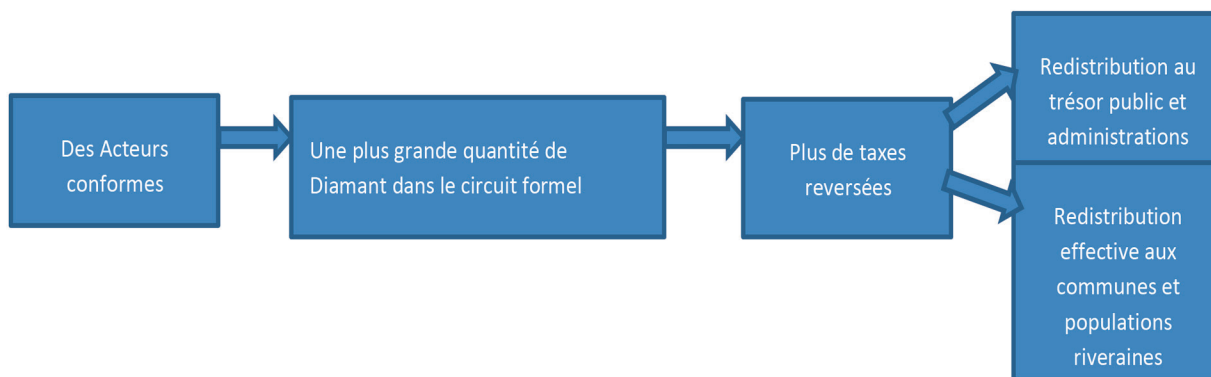 Des Acteurs
conformes
Une plus grande quantité de
Diamant dans le circuit formel
Plus de taxes
reversées
Redistribution au
trésor public et
administrations
Redistribution
effective aux
communes et
populations
riveraines